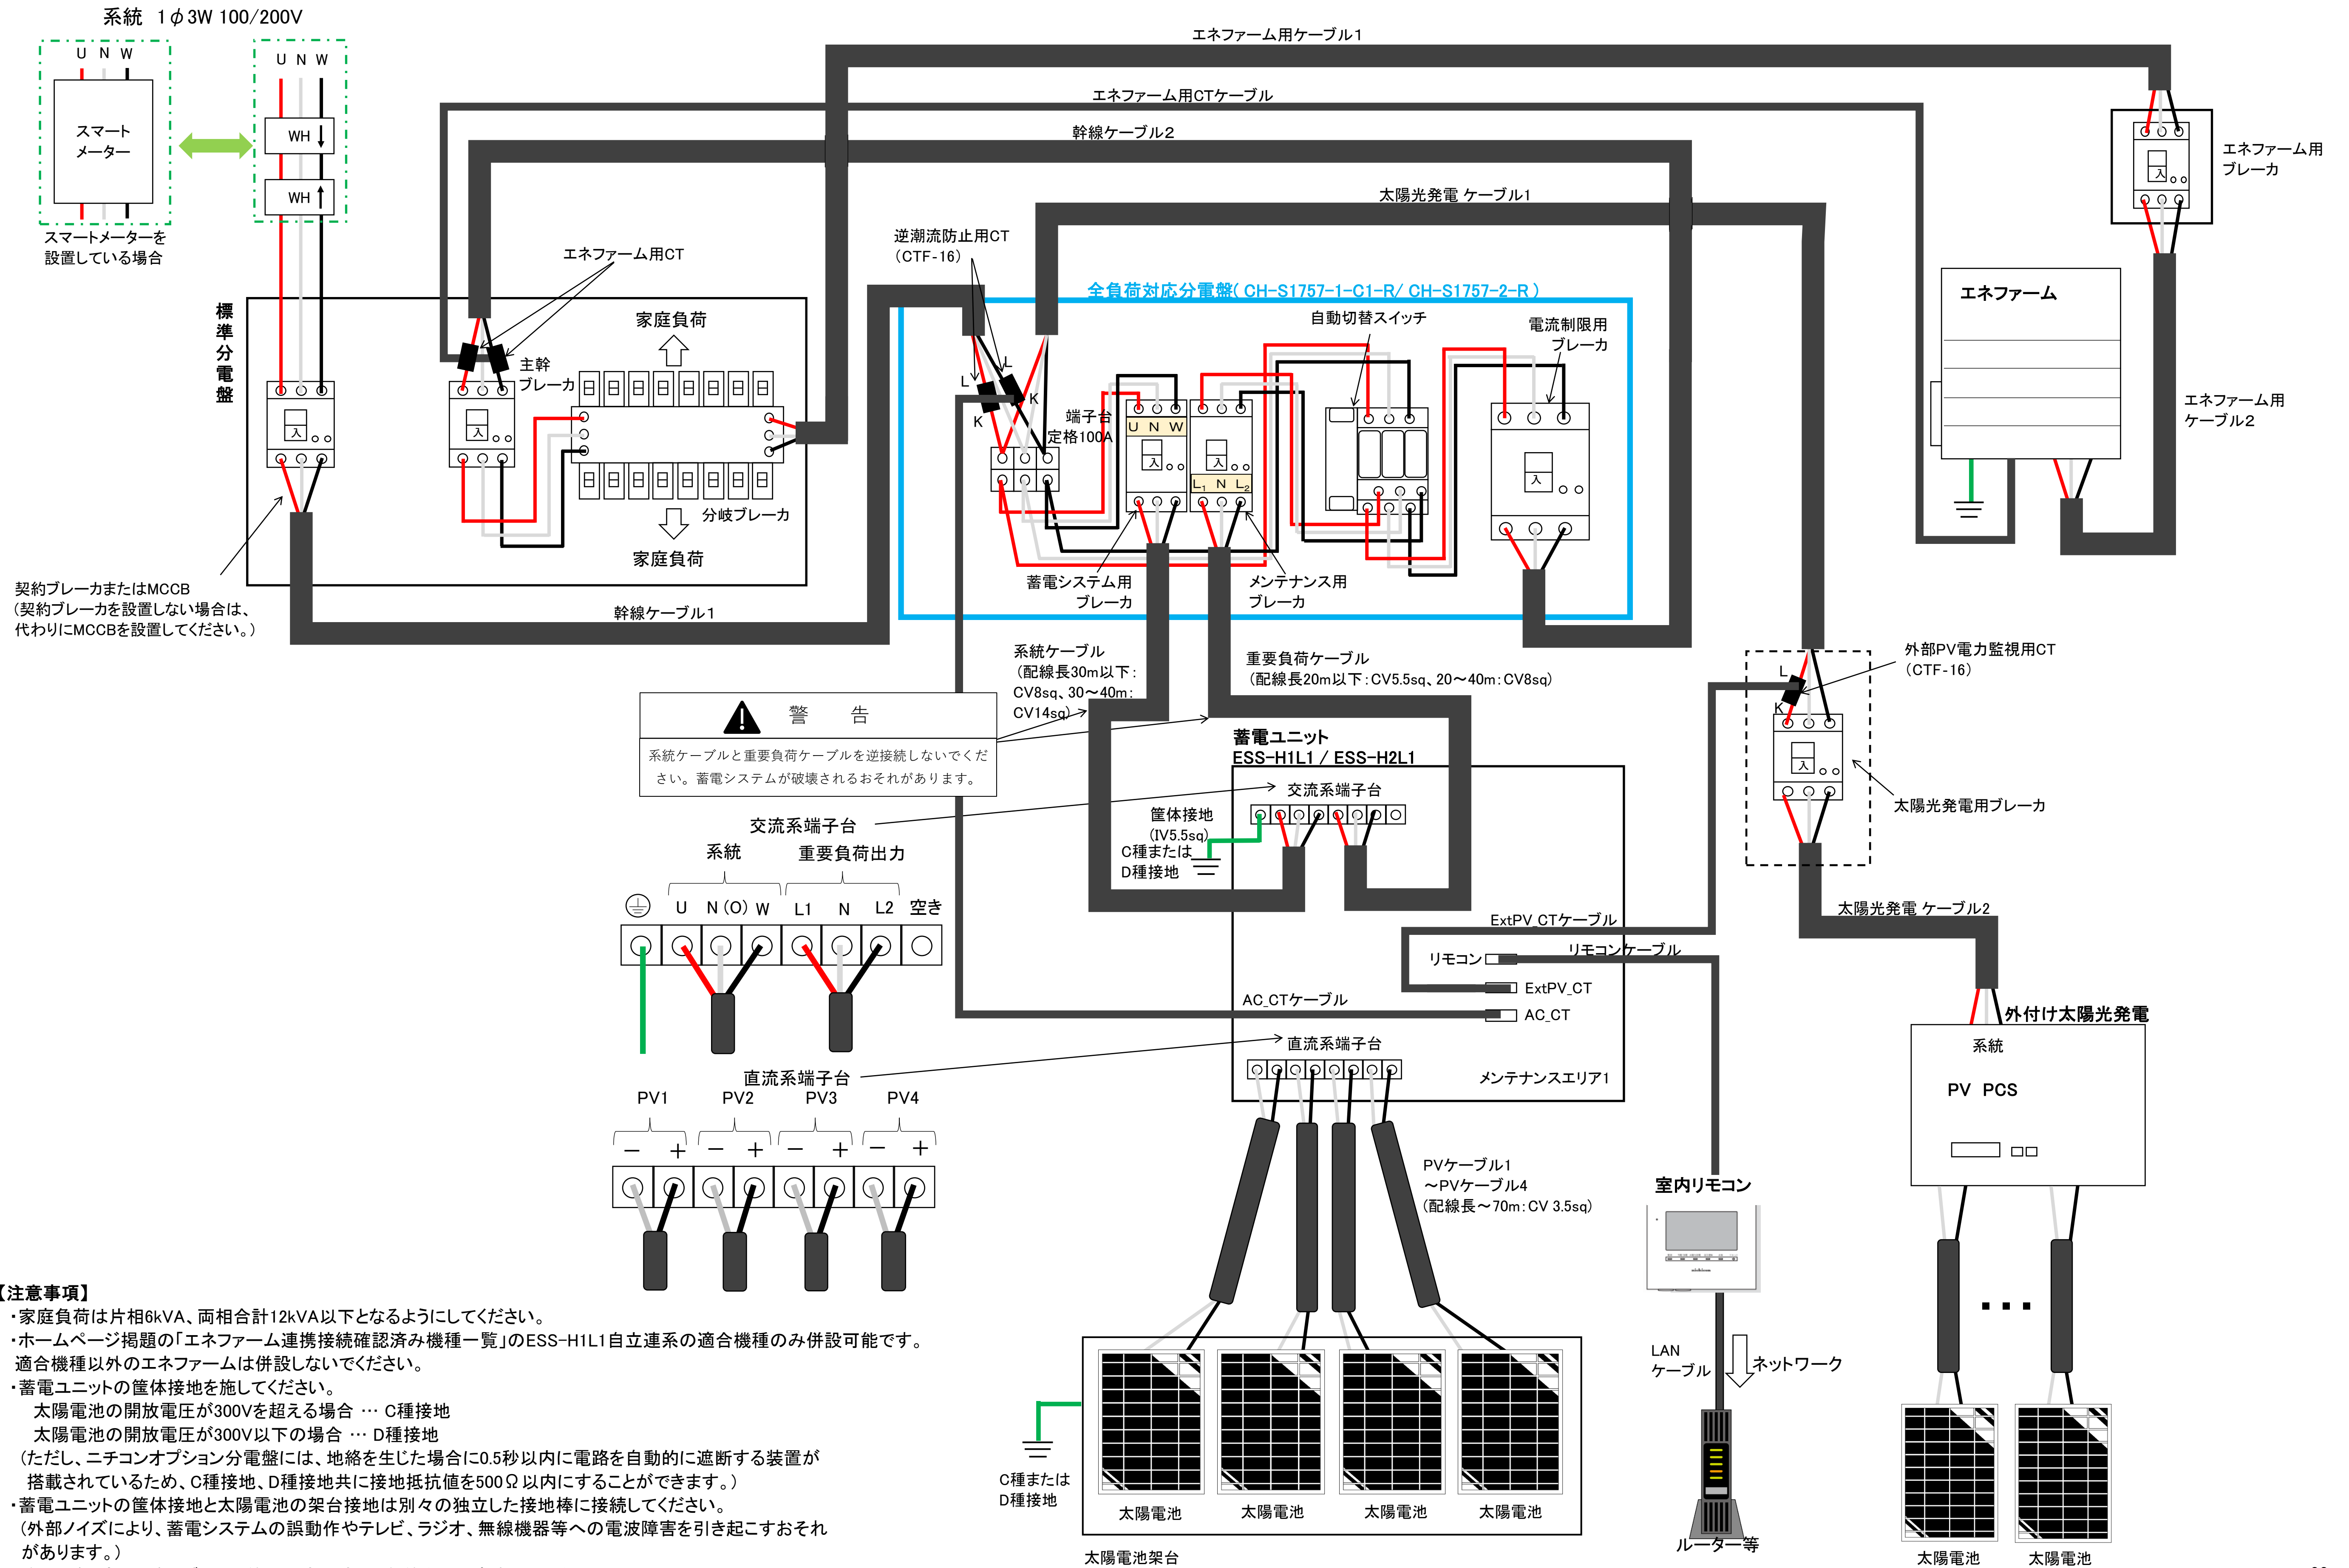 系統 1φ3W 100/200V
U N W
スマート
メーター
スマートメーターを
設置している場合
U N W
WH
WH
エネファーム用ケーブル1
エネファーム用CTケーブル
幹線ケーブル2
太陽光発電 ケーブル1
エネファーム用
ブレーカ
入
エネファーム用CT
逆潮流防止用CT
(CTF-16)
標準分電盤
家庭負荷
主幹
ブレーカ
入
入
分岐ブレーカ
家庭負荷
全負荷対応分電盤( CH-S1757-1-C1-R/ CH-S1757-2-R )
自動切替スイッチ
電流制限用
ブレーカ
L
L
K
K
端子台
定格100A
U N W
入
入
L1 N L2
入
蓄電システム用
ブレーカ
メンテナンス用
ブレーカ
エネファーム
エネファーム用
ケーブル2
契約ブレーカまたはMCCB
(契約ブレーカを設置しない場合は、
代わりにMCCBを設置してください。)
幹線ケーブル1
系統ケーブル
(配線長30m以下:
CV8sq、30~40m:
CV14sq)
重要負荷ケーブル
(配線長20m以下:CV5.5sq、20~40m:CV8sq)
外部PV電力監視用CT
(CTF-16)
L
K
入
太陽光発電用ブレーカ
警 告
系統ケーブルと重要負荷ケーブルを逆接続しないでくだ
さい。蓄電システムが破壊されるおそれがあります。
蓄電ユニット
ESS-H1L1 / ESS-H2L1
交流系端子台
筐体接地
(IV5.5sq)
C種または
D種接地
交流系端子台
系統
重要負荷出力
U N(O) W L1 N L2 空き
ExtPV_CTケーブル
リモコンケーブル
リモコン
ExtPV_CT
AC_CTケーブル
AC_CT
直流系端子台
メンテナンスエリア1
太陽光発電 ケーブル2
外付け太陽光発電
系統
PV PCS
直流系端子台
PV1 PV2 PV3 PV4
- + - + - + - +
PVケーブル1
~PVケーブル4
(配線長~70m:CV 3.5sq)
室内リモコン
LAN
ケーブル
ネットワーク
ルーター等
C種または
D種接地
太陽電池
太陽電池
太陽電池
太陽電池
太陽電池架台
太陽電池
太陽電池
【注意事項】
・家庭負荷は片相6kVA、両相合計12kVA以下となるようにしてください。
・ホームページ掲題の「エネファーム連携接続確認済み機種一覧」のESS-H1L1自立連系の適合機種のみ併設可能です。
適合機種以外のエネファームは併設しないでください。
・蓄電ユニットの筐体接地を施してください。
太陽電池の開放電圧が300Vを超える場合 … C種接地
太陽電池の開放電圧が300V以下の場合 … D種接地
(ただし、ニチコンオプション分電盤には、地絡を生じた場合に0.5秒以内に電路を自動的に遮断する装置が
搭載されているため、C種接地、D種接地共に接地抵抗値を500Ω以内にすることができます。)
・蓄電ユニットの筐体接地と太陽電池の架台接地は別々の独立した接地棒に接続してください。
(外部ノイズにより、蓄電システムの誤動作やテレビ、ラジオ、無線機器等への電波障害を引き起こすおそれ
があります。)